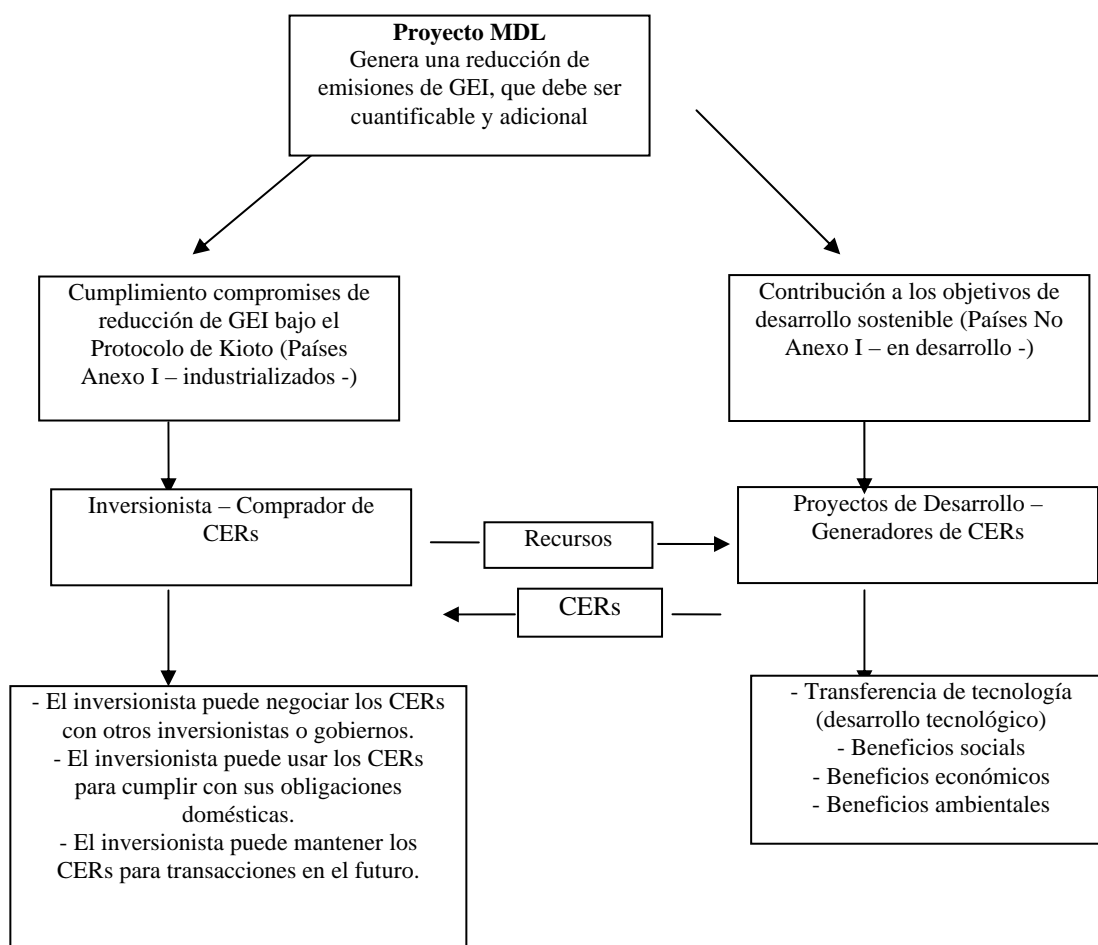 Proyecto MDL
Genera una reducción de
emisiones de GEI, que debe ser
cuantificable y adicional
Cumplimiento compromises de
reducción de GEI bajo el
Protocolo de Kioto (Países
Anexo I – industrializados -)
Contribución a los objetivos de
desarrollo sostenible (Países No
Anexo I – en desarrollo -)
Inversionista – Comprador de
CERs
Recursos
Proyectos de Desarrollo –
Generadores de CERs
CERs
- El inversionista puede negociar los CERs
con otros inversionistas o gobiernos.
- El inversionista puede usar los CERs
para cumplir con sus obligaciones
domésticas.
- El inversionista puede mantener los
CERs para transacciones en el futuro.
- Transferencia de tecnología
(desarrollo tecnológico)
- Beneficios socials
- Beneficios económicos
- Beneficios ambientales